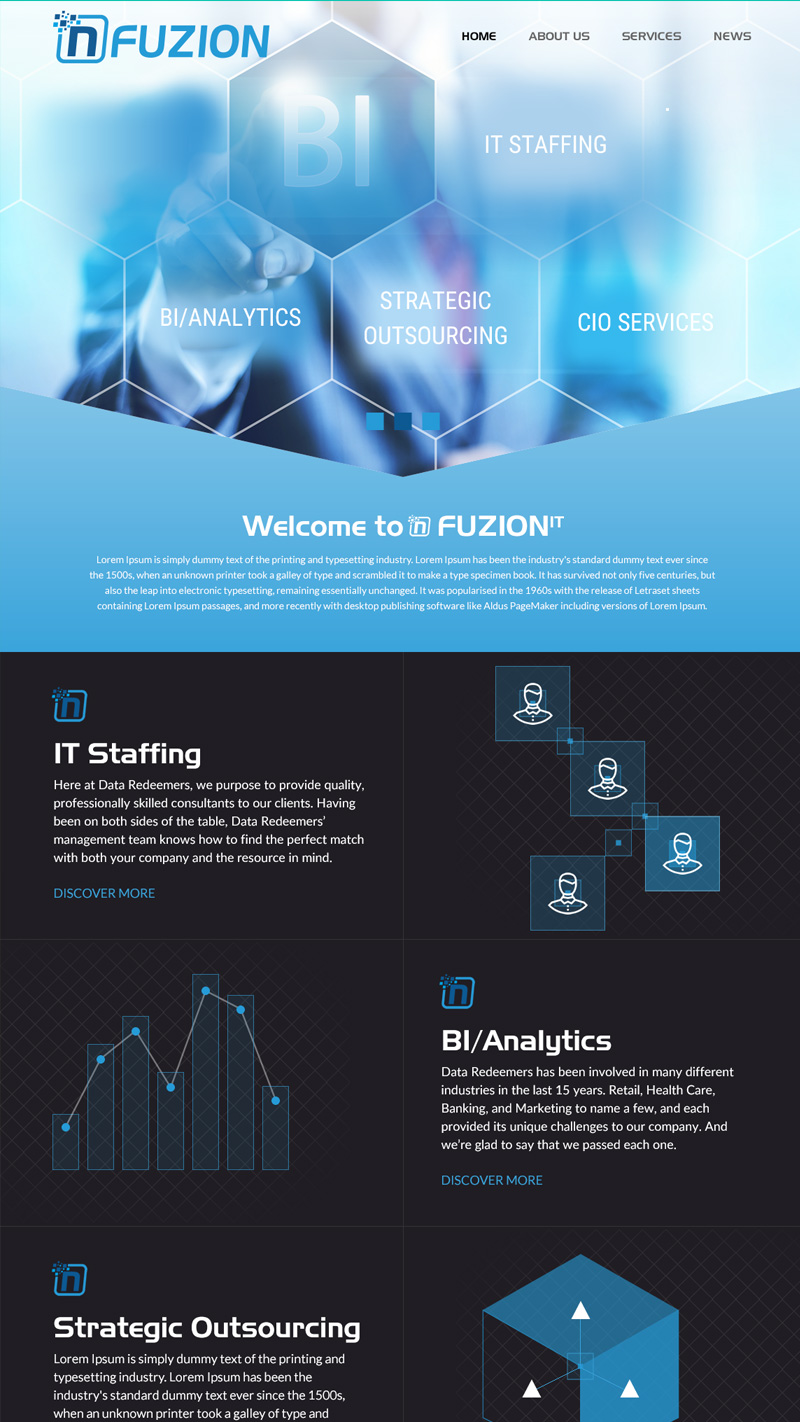 n FUZION
HOME ABOUT US SERVICES NEWS
BI
IT STAFFING
BI/ANALYTICS
STRATEGIC
OUTSOURCING
CIO SERVICES
Welcome to n FUZIONIT
Lorem Ipsum is simply dummy text of the printing and typesetting industry. Lorem Ipsum has been the industry's standard dummy text ever since
the 1500s, when an unknown printer took a galley of type and scrambled it to make a type specimen book. It has survived not only five centuries, but
also the leap into electronic typesetting, remaining essentially unchanged. It was popularised in the 1960s with the release of Letraset sheets
containing Lorem Ipsum passages, and more recently with desktop publishing software like Aldus PageMaker including versions of Lorem Ipsum.
n
IT Staffing
Here at Data Redeemers, we purpose to provide quality,
professionally skilled consultants to our clients. Having
been on both sides of the table, Data Redeemers'
management team knows how to find the perfect match
with both your company and the resource in mind.
DISCOVER MORE
n
BI/Analytics
Data Redeemers has been involved in many different
industries in the last 15 years. Retail, Health Care,
Banking, and Marketing to name a few, and each
provided its unique challenges to our company. And
we're glad to say that we passed each one.
DISCOVER MORE
n
Strategic Outsourcing
Lorem Ipsum is simply dummy text of the printing and
typesetting industry. Lorem Ipsum has been the
industry's standard dummy text ever since the 1500s,
when an unknown printer took a galley of type and